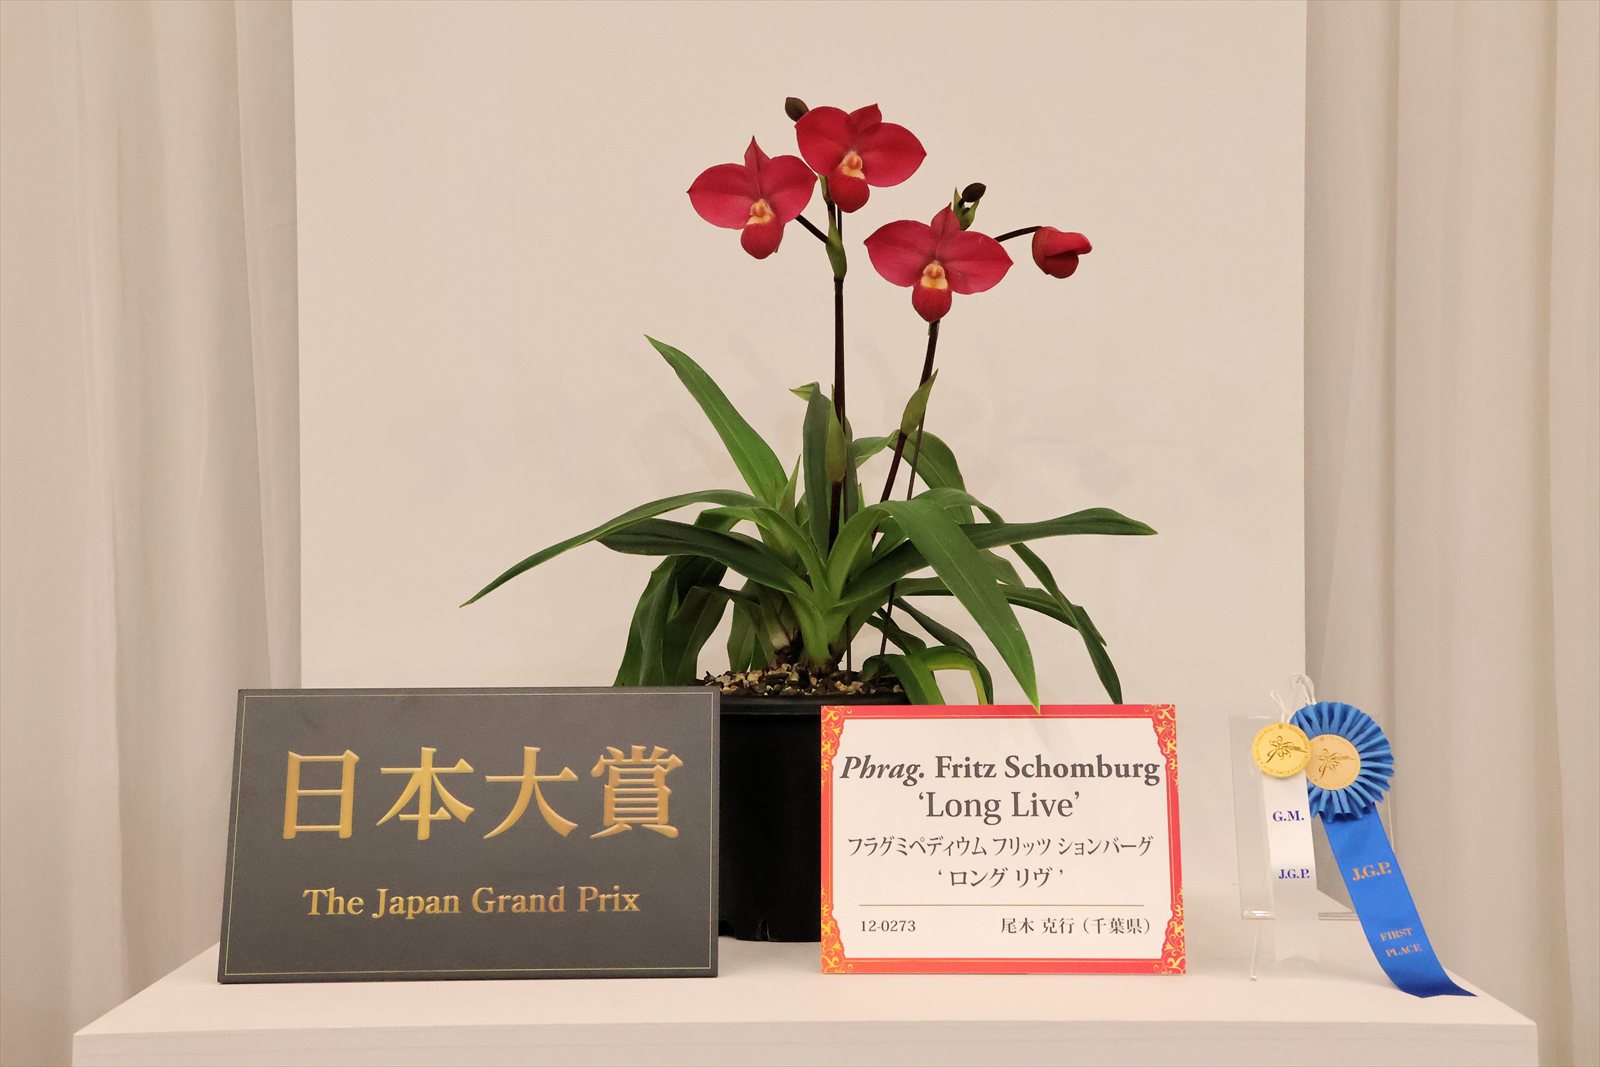 日本大賞
The Japan Grand Prix
Phrag. Fritz Schomburg
‘Long Live’
フラグミペディウム フリッツ ションバーグ
‘ ロング リヴ ’
12-0273 尾木 克行（千葉県）
G.M.
J.G.P.
J.G.P.
FIRST
PLACE